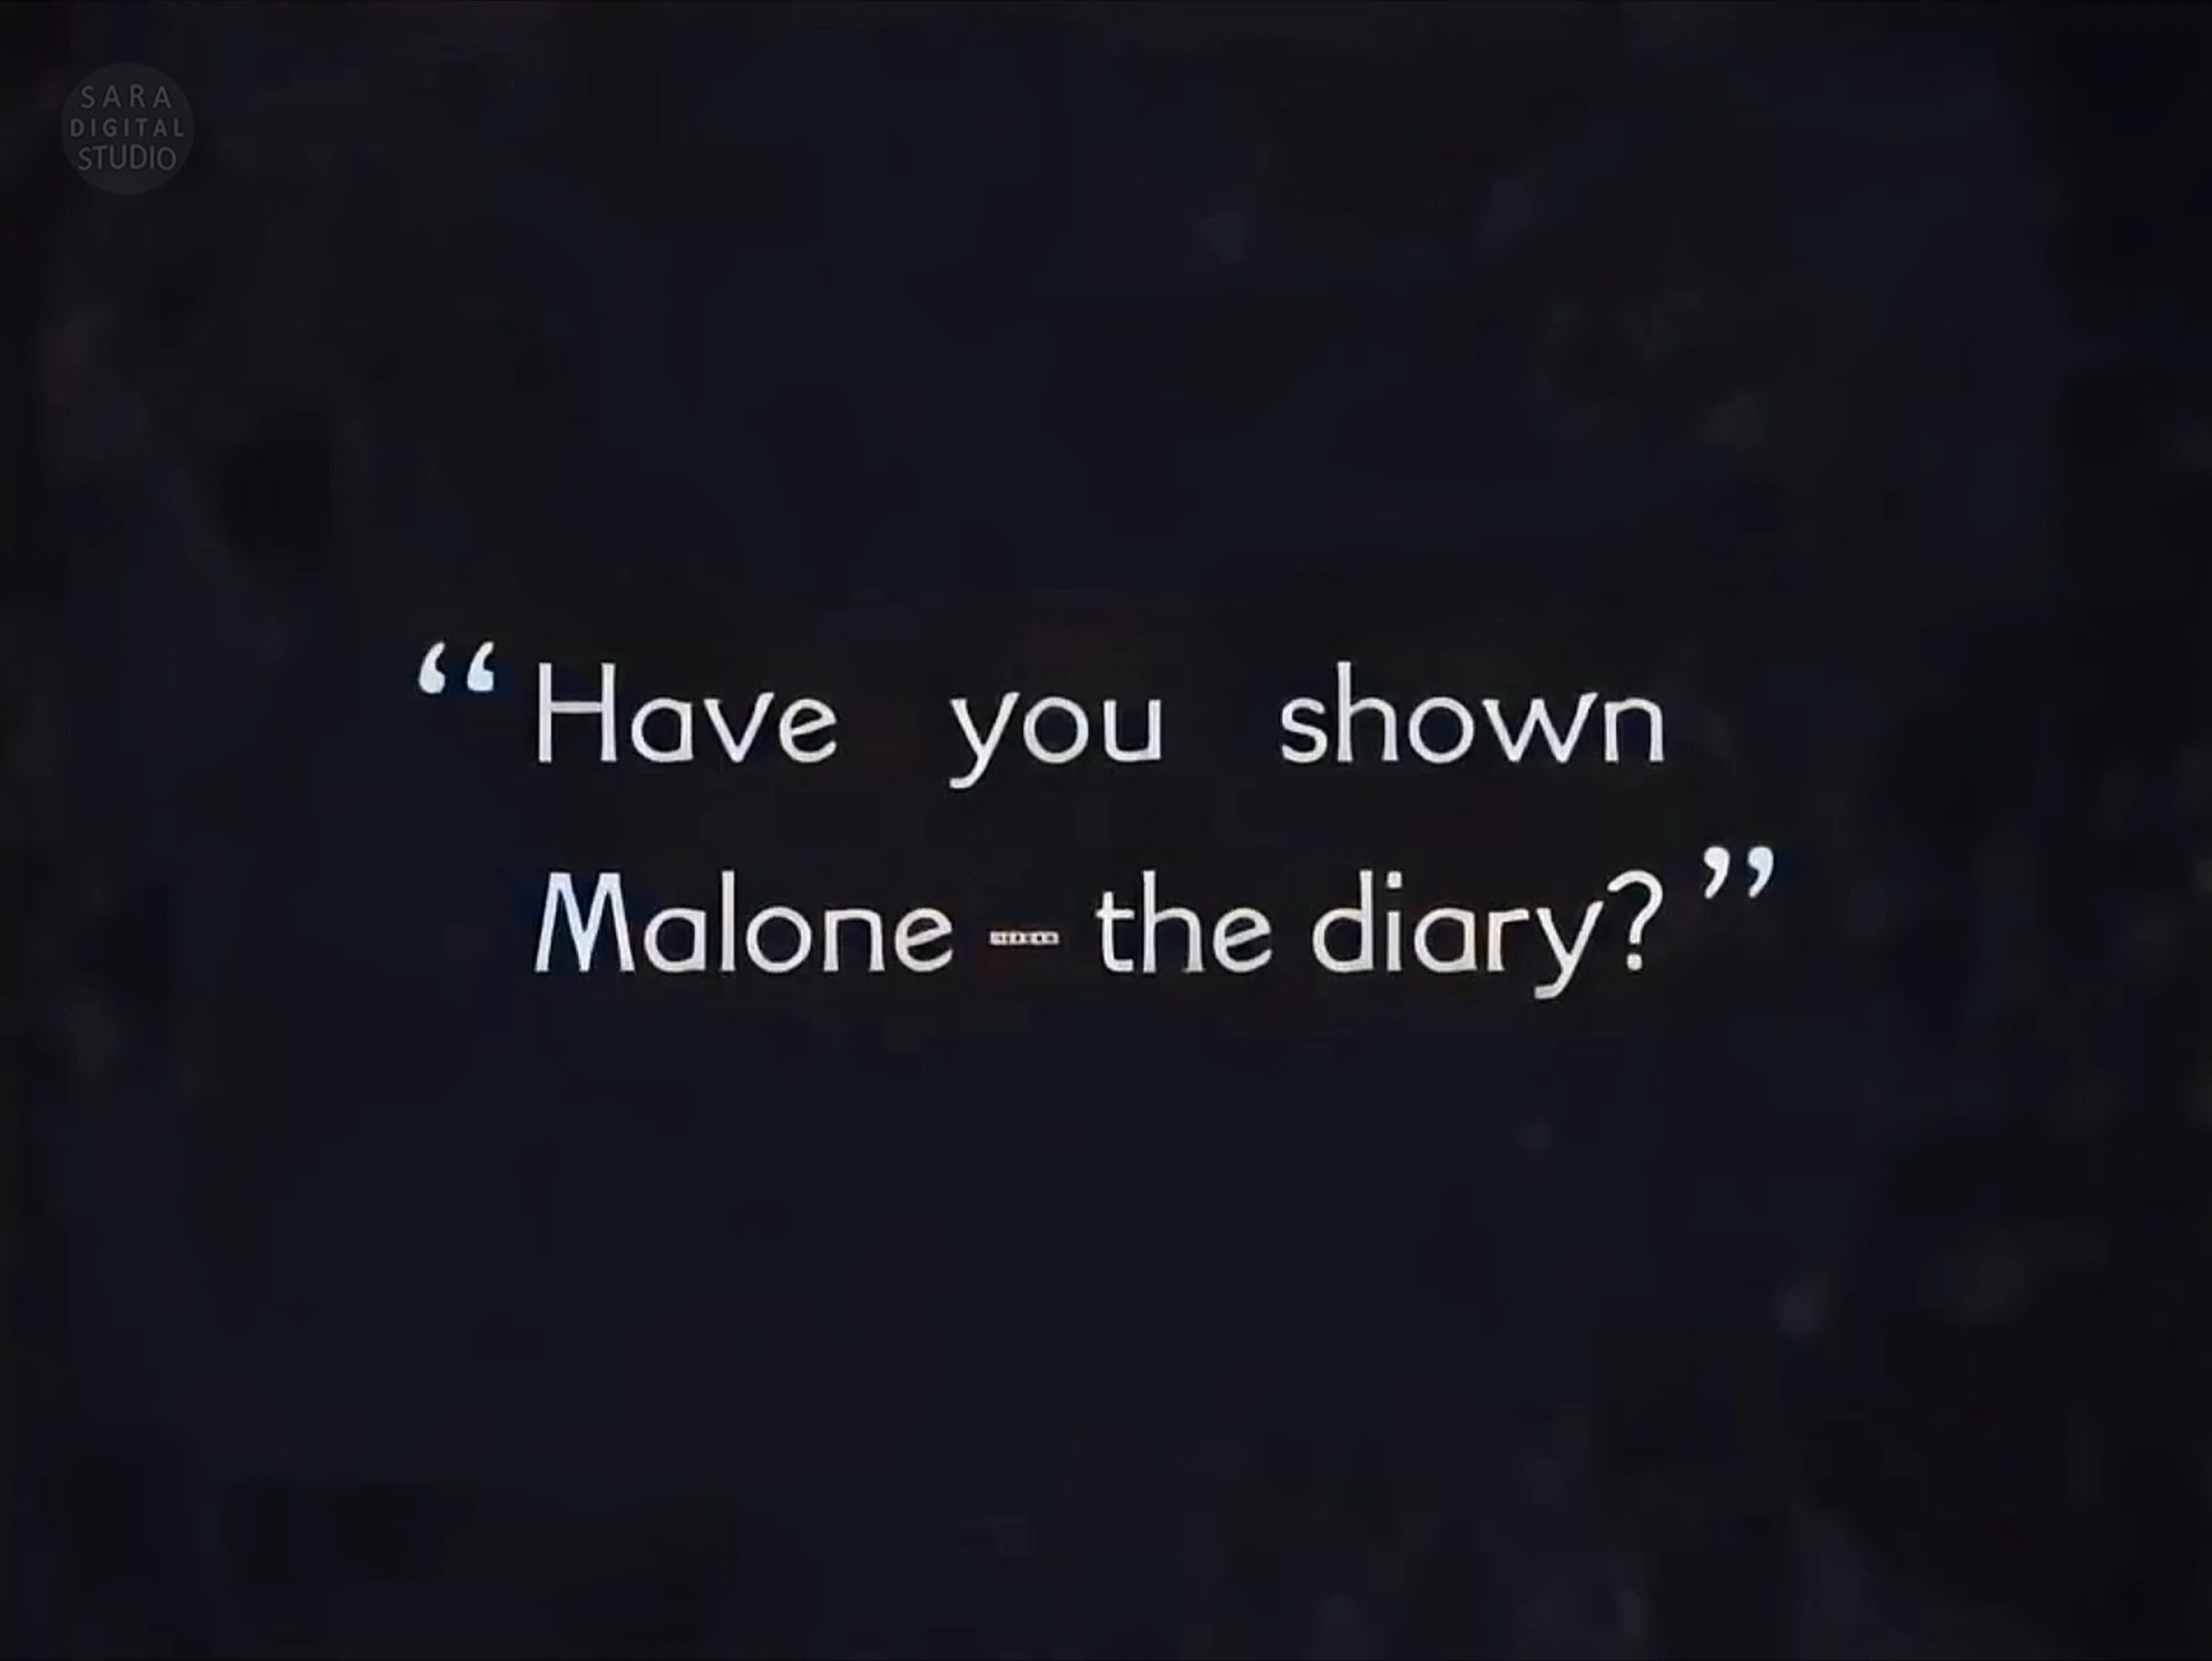 SARA
DIGITAL
STUDIO
“Have you shown
Malone – the diary?”